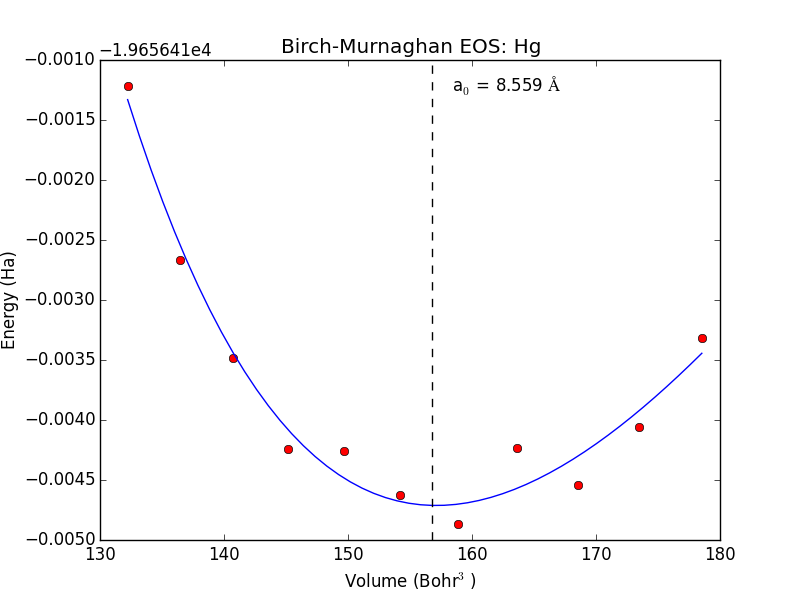 Birch-Murnaghan EOS: Hg
−1.965641e4
a₀ = 8.559 Å
−0.0010
−0.0015
−0.0020
−0.0025
−0.0030
−0.0035
−0.0040
−0.0045
−0.0050
Energy (Ha)
130 140 150 160 170 180
Volume (Bohr³ )